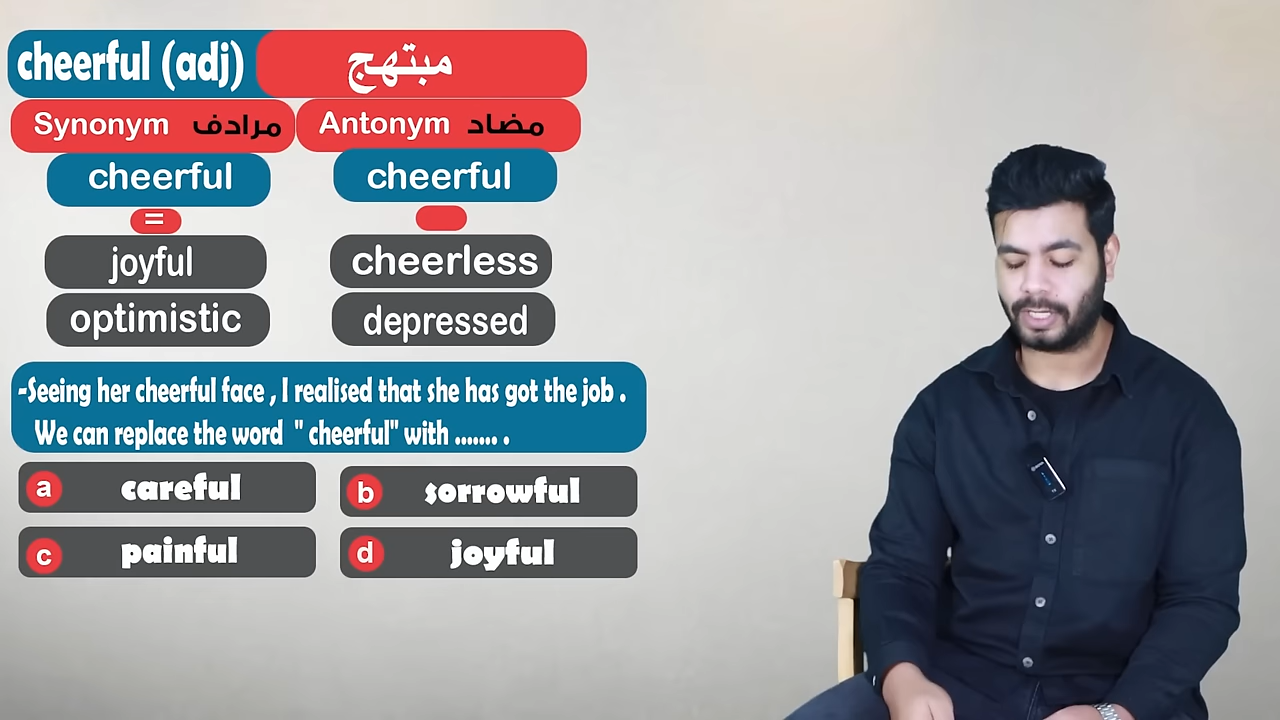 cheerful (adj) مبتهج
Synonym مرادف Antonym مضاد
cheerful cheerful
=
joyful cheerless
optimistic depressed
-Seeing her cheerful face , I realised that she has got the job .
We can replace the word " cheerful" with ....... .
a careful b sorrowful
c painful d joyful